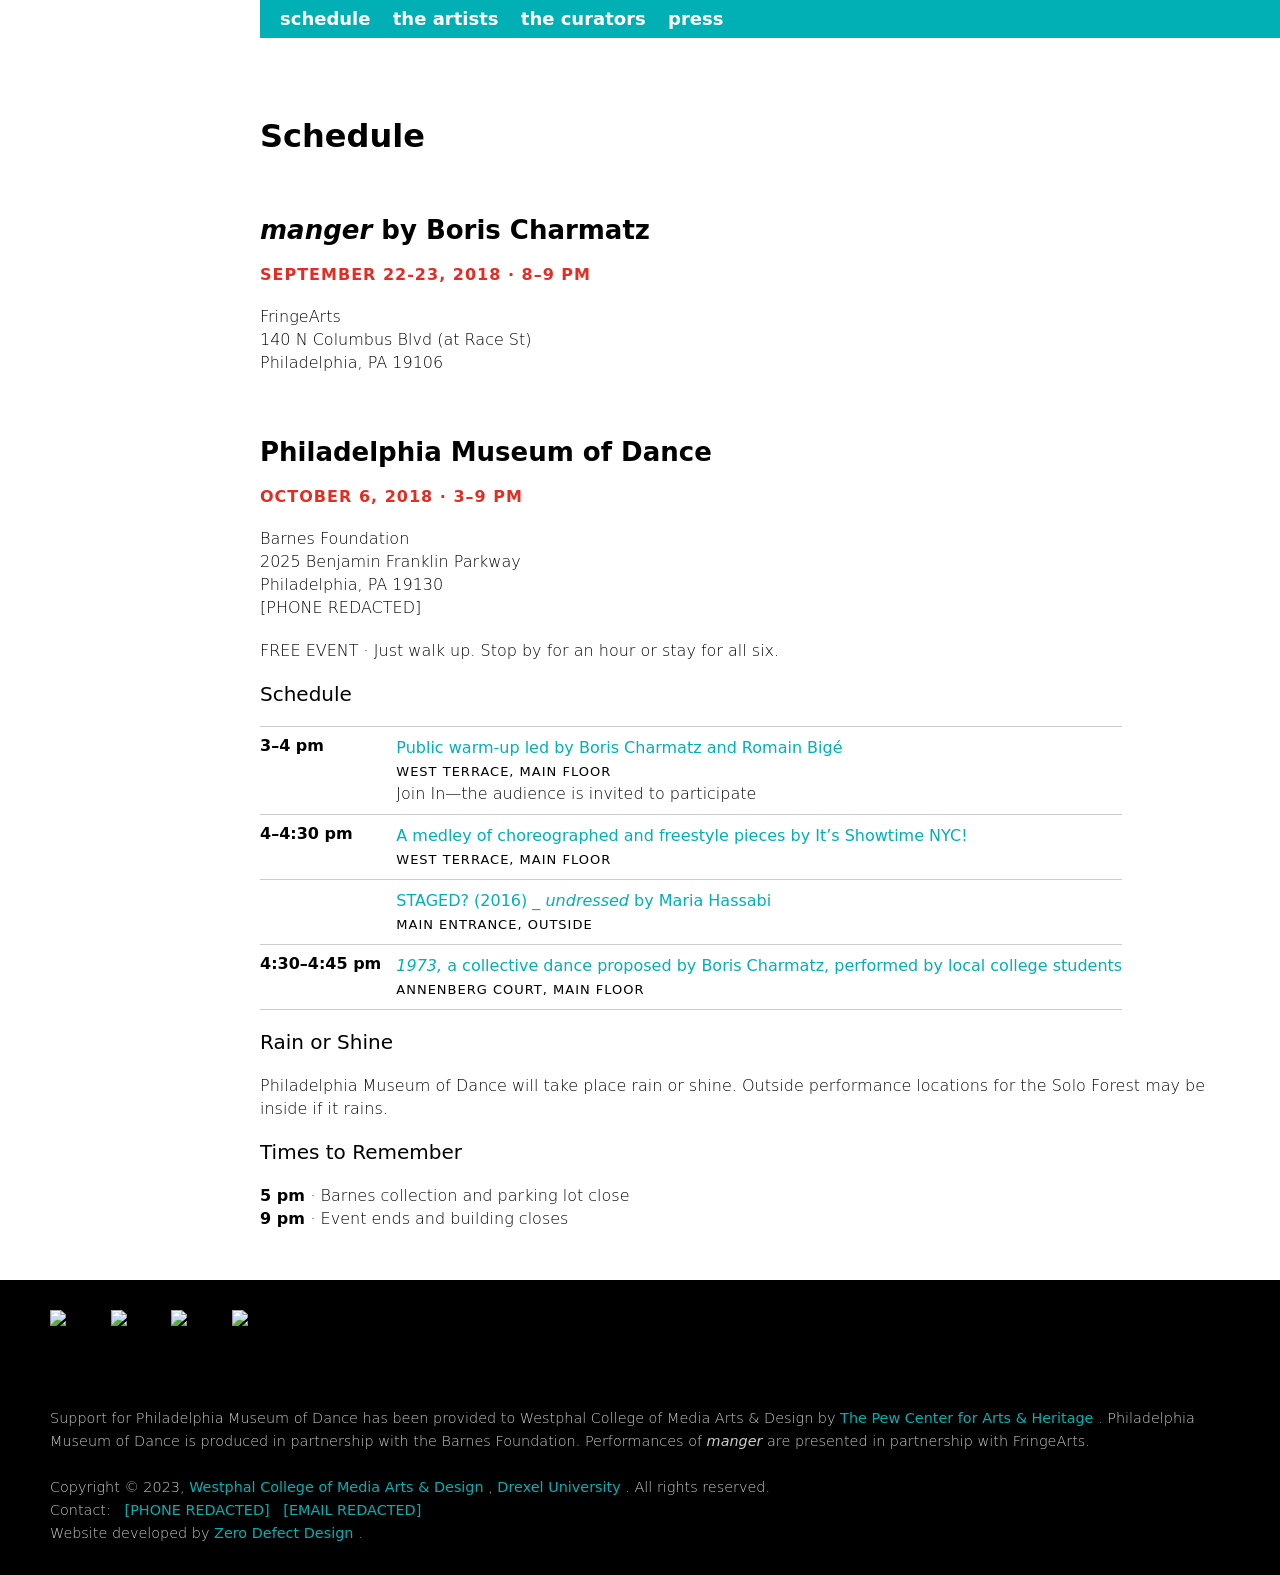 schedule the artists the curators press
Schedule
manger by Boris Charmatz
SEPTEMBER 22-23, 2018 · 8–9 PM
FringeArts
140 N Columbus Blvd (at Race St)
Philadelphia, PA 19106
Philadelphia Museum of Dance
OCTOBER 6, 2018 · 3–9 PM
Barnes Foundation
2025 Benjamin Franklin Parkway
Philadelphia, PA 19130
[PHONE REDACTED]
FREE EVENT · Just walk up. Stop by for an hour or stay for all six.
Schedule
3–4 pm Public warm-up led by Boris Charmatz and Romain Bigé
WEST TERRACE, MAIN FLOOR
Join In—the audience is invited to participate
4–4:30 pm A medley of choreographed and freestyle pieces by It’s Showtime NYC!
WEST TERRACE, MAIN FLOOR
STAGED? (2016) _ undressed by Maria Hassabi
MAIN ENTRANCE, OUTSIDE
4:30–4:45 pm 1973, a collective dance proposed by Boris Charmatz, performed by local college students
ANNENBERG COURT, MAIN FLOOR
Rain or Shine
Philadelphia Museum of Dance will take place rain or shine. Outside performance locations for the Solo Forest may be
inside if it rains.
Times to Remember
5 pm · Barnes collection and parking lot close
9 pm · Event ends and building closes
Support for Philadelphia Museum of Dance has been provided to Westphal College of Media Arts & Design by The Pew Center for Arts & Heritage . Philadelphia
Museum of Dance is produced in partnership with the Barnes Foundation. Performances of manger are presented in partnership with FringeArts.
Copyright © 2023, Westphal College of Media Arts & Design , Drexel University . All rights reserved.
Contact: [PHONE REDACTED] [EMAIL REDACTED]
Website developed by Zero Defect Design .